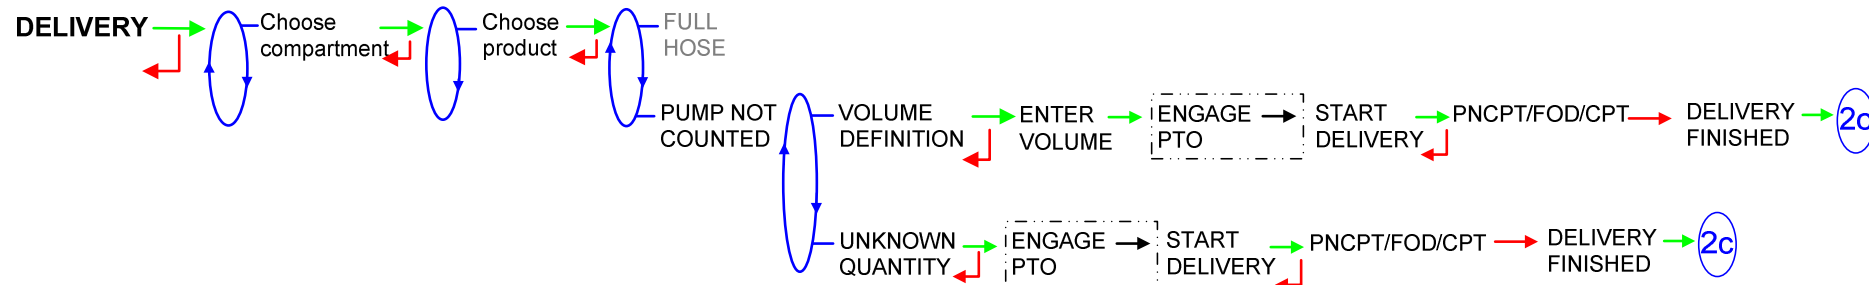 DELIVERY
Choose
compartment
Choose
product
FULL
HOSE
PUMP NOT
COUNTED
VOLUME
DEFINITION
ENTER
VOLUME
ENGAGE
PTO
START
DELIVERY
PNCPT/FOD/CPT
DELIVERY
FINISHED
2c
UNKNOWN
QUANTITY
ENGAGE
PTO
START
DELIVERY
PNCPT/FOD/CPT
DELIVERY
FINISHED
2c